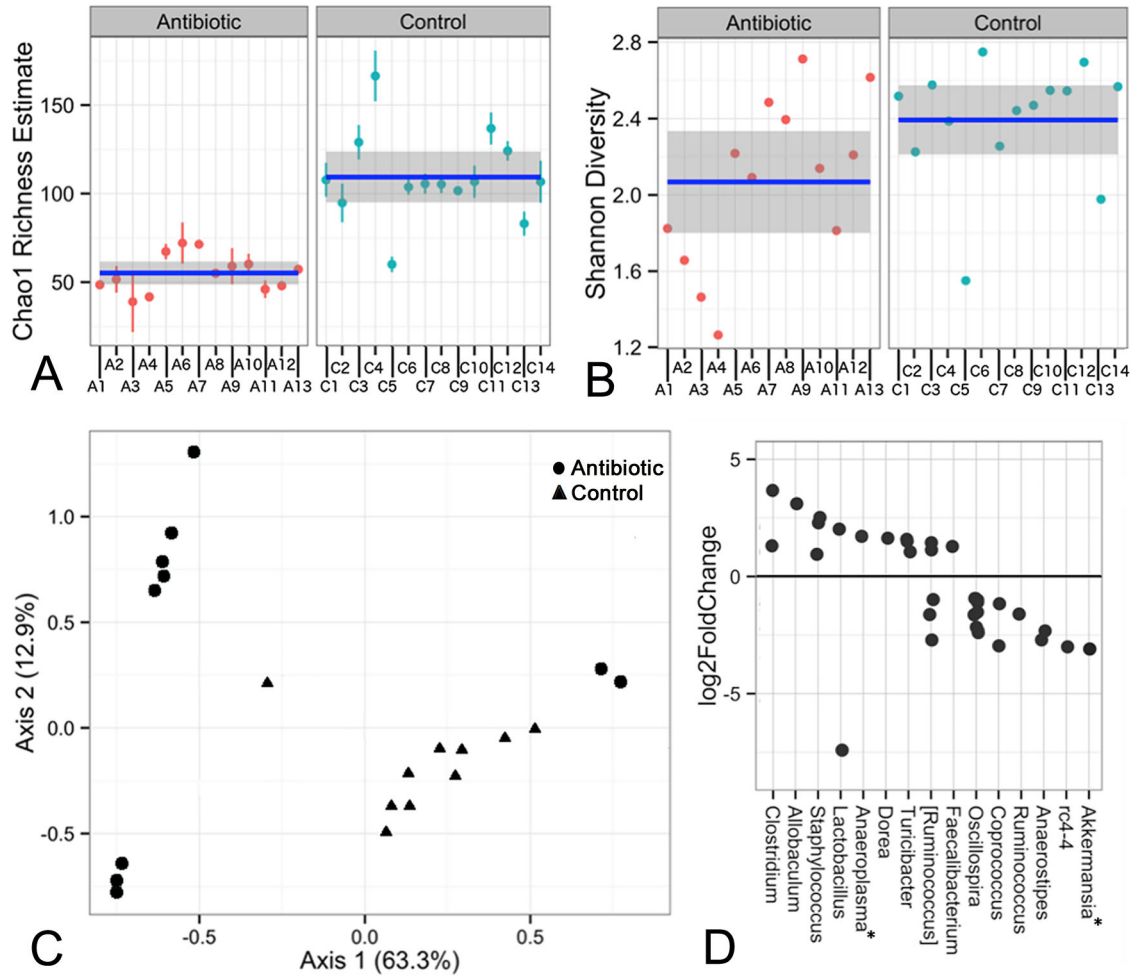 Antibiotic Control
Chao1 Richness Estimate
150
100
50
A2 A4 A6 A8 A10 A12
A1 A3 A5 A7 A9 A11 A13
C2 C4 C6 C8 C10 C12 C14
C1 C3 C5 C7 C9 C11 C13
A
Antibiotic Control
Shannon Diversity
2.8
2.4
2.0
1.6
1.2
A2 A4 A6 A8 A10 A12
A1 A3 A5 A7 A9 A11 A13
C2 C4 C6 C8 C10 C12 C14
C1 C3 C5 C7 C9 C11 C13
B
Antibiotic
Control
Axis 2 (12.9%)
1.0
0.5
0.0
-0.5
-0.5 0.0 0.5
Axis 1 (63.3%)
C
log2FoldChange
5
0
-5
Clostridium
Allobaculum
Staphylococcus
Lactobacillus
Anaeroplasma*
Dorea
Turicibacter
[Ruminococcus]
Faecalibacterium
Oscillospira
Coprococcus
Ruminococcus
Anaerostipes
rc4-4
Akkermansia*
D